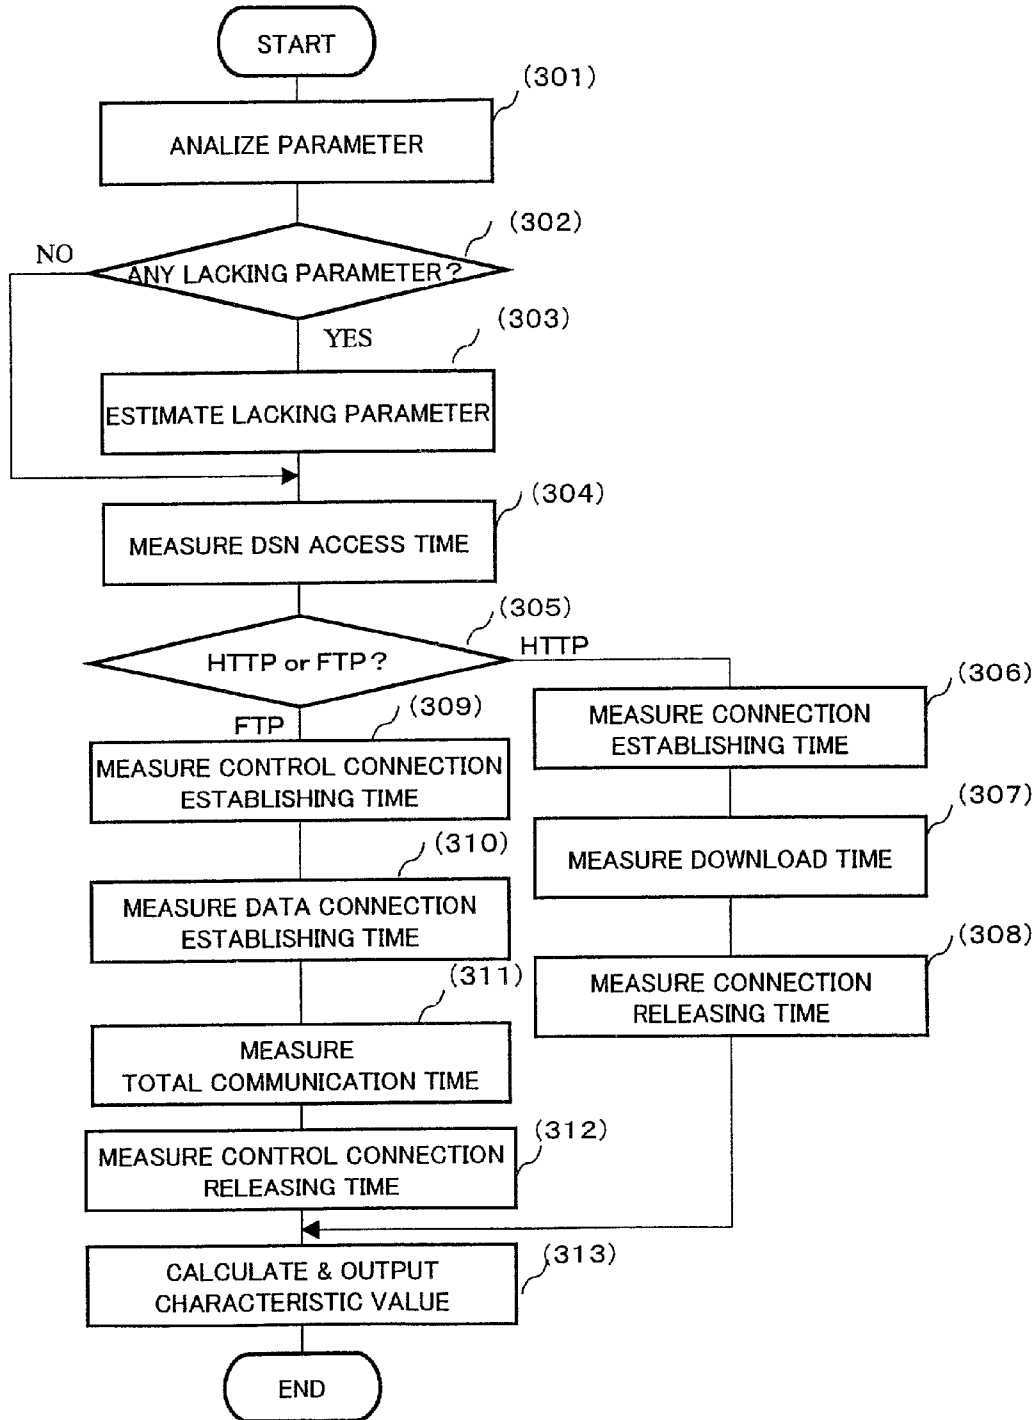 START
(301)
ANALIZE PARAMETER
(302)
NO
ANY LACKING PARAMETER?
YES
(303)
ESTIMATE LACKING PARAMETER
(304)
MEASURE DSN ACCESS TIME
(305)
HTTP or FTP?
HTTP
(306)
MEASURE CONNECTION
ESTABLISHING TIME
(307)
MEASURE DOWNLOAD TIME
(308)
MEASURE CONNECTION
RELEASING TIME
FTP
(309)
MEASURE CONTROL CONNECTION
ESTABLISHING TIME
(310)
MEASURE DATA CONNECTION
ESTABLISHING TIME
(311)
MEASURE
TOTAL COMMUNICATION TIME
(312)
MEASURE CONTROL CONNECTION
RELEASING TIME
(313)
CALCULATE & OUTPUT
CHARACTERISTIC VALUE
END